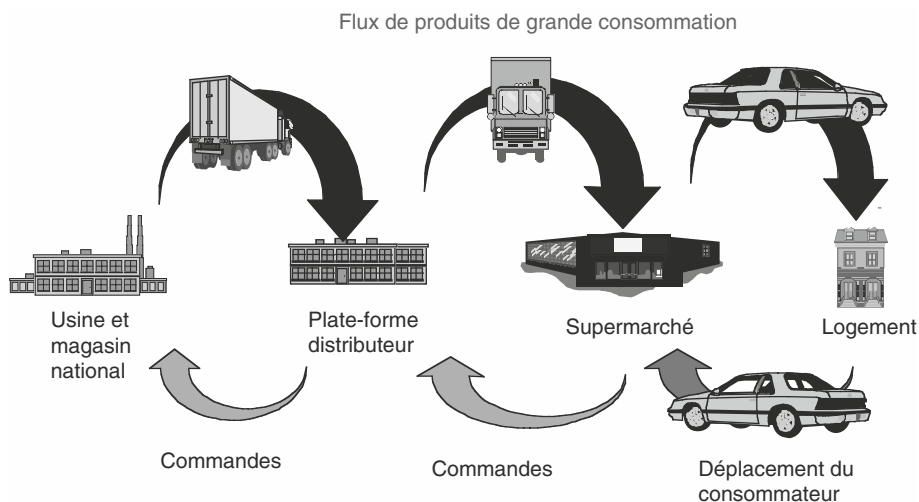 Flux de produits de grande consommation
Usine et
magasin
national
Plate-forme
distributeur
Supermarché
Logement
Commandes
Commandes
Déplacement du
consommateur